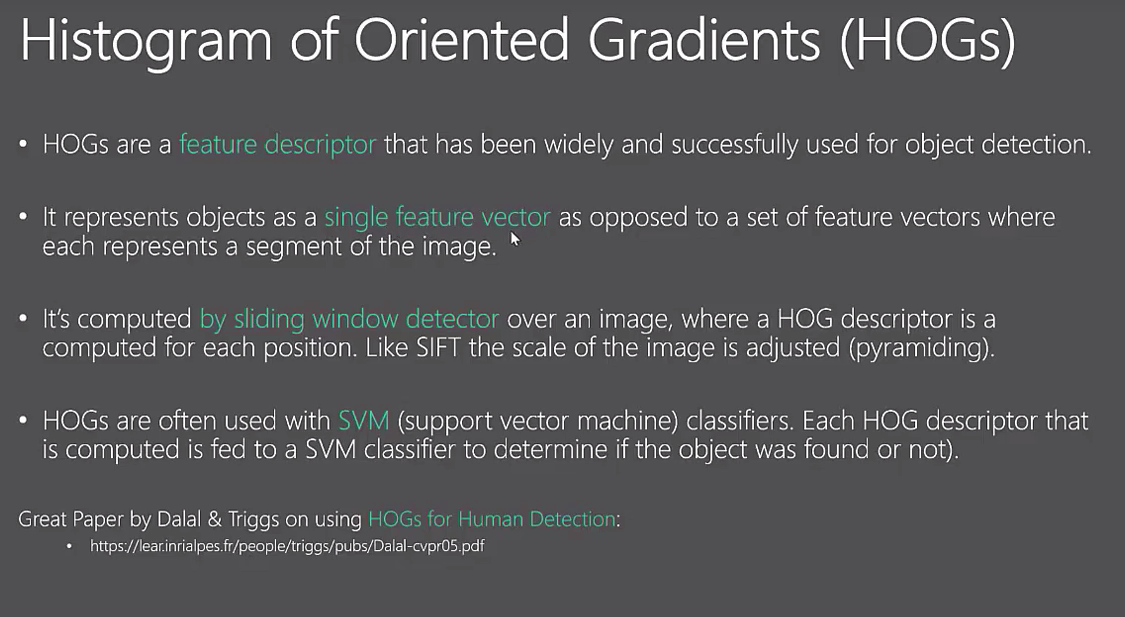 Histogram of Oriented Gradients (HOGs)
• HOGs are a feature descriptor that has been widely and successfully used for object detection.
• It represents objects as a single feature vector as opposed to a set of feature vectors where
each represents a segment of the image.
• It's computed by sliding window detector over an image, where a HOG descriptor is a
computed for each position. Like SIFT the scale of the image is adjusted (pyramiding).
• HOGs are often used with SVM (support vector machine) classifiers. Each HOG descriptor that
is computed is fed to a SVM classifier to determine if the object was found or not).
Great Paper by Dalal & Triggs on using HOGs for Human Detection:
• https://lear.inrialpes.fr/people/triggs/pubs/Dalal-cvpr05.pdf